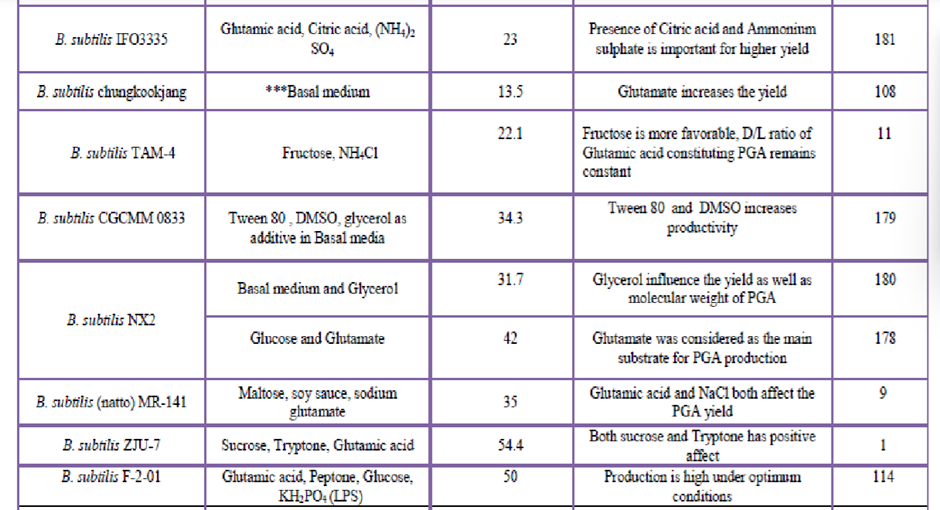 B. subtilis IFO3335
Glutamic acid, Citric acid, (NH₄)₂
SO₄
23
Presence of Citric acid and Ammonium
sulphate is important for higher yield
181
B. subtilis chungkookjang
***Basal medium
13.5
Glutamate increases the yield
108
B. subtilis TAM-4
Fructose, NH₄Cl
22.1
Fructose is more favorable, D/L ratio of
Glutamic acid constituting PGA remains
constant
11
B. subtilis CGCMM 0833
Tween 80 , DMSO, glycerol as
additive in Basal media
34.3
Tween 80 and DMSO increases
productivity
179
B. subtilis NX2
Basal medium and Glycerol
31.7
Glycerol influence the yield as well as
molecular weight of PGA
180
Glucose and Glutamate
42
Glutamate was considered as the main
substrate for PGA production
178
B. subtilis (natto) MR-141
Maltose, soy sauce, sodium
glutamate
35
Glutamic acid and NaCl both affect the
PGA yield
9
B. subtilis ZJU-7
Sucrose, Tryptone, Glutamic acid
54.4
Both sucrose and Tryptone has positive
affect
1
B. subtilis F-2-01
Glutamic acid, Peptone, Glucose,
KH₂PO₄ (LPS)
50
Production is high under optimum
conditions
114